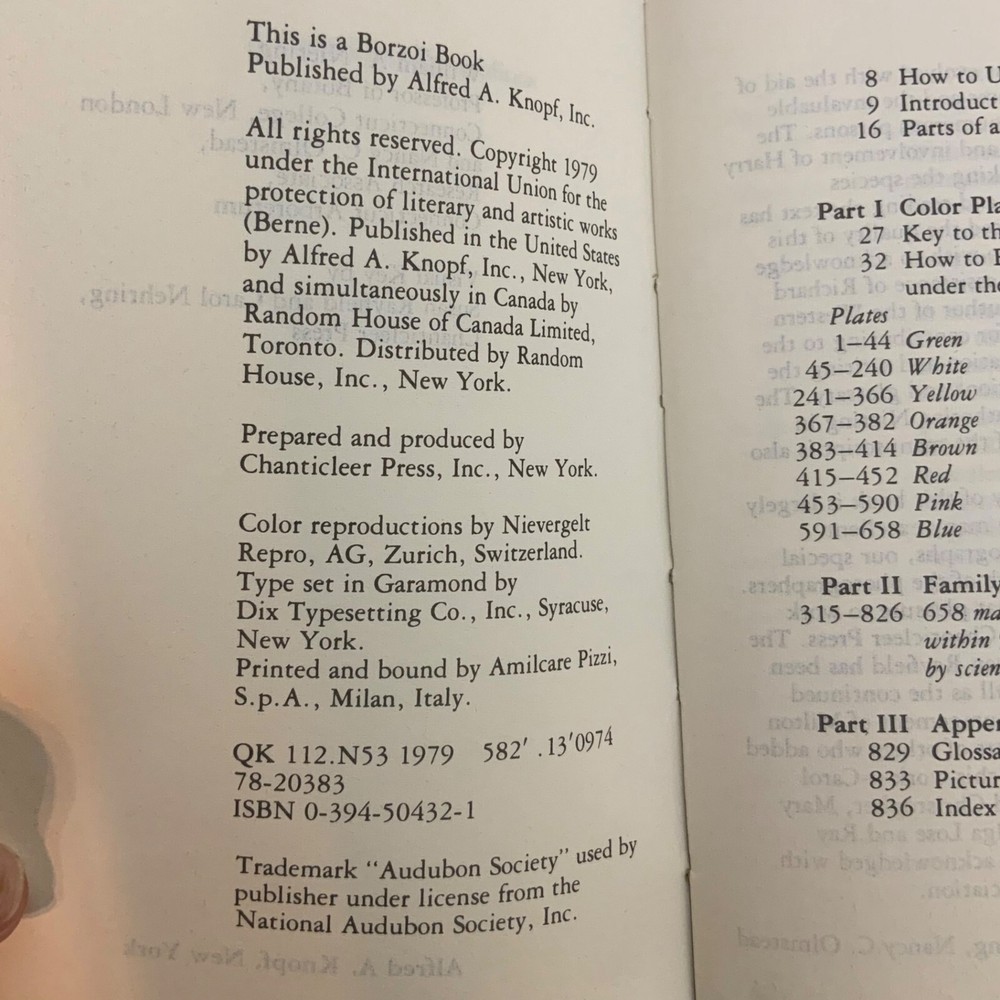 This is a Borzoi Book
Published by Alfred A. Knopf, Inc.
All rights reserved. Copyright 1979
under the International Union for the
protection of literary and artistic works
(Berne). Published in the United States
by Alfred A. Knopf, Inc., New York,
and simultaneously in Canada by
Random House of Canada Limited,
Toronto. Distributed by Random
House, Inc., New York.
Prepared and produced by
Chanticleer Press, Inc., New York.
Color reproductions by Nievergelt
Repro, AG, Zurich, Switzerland.
Type set in Garamond by
Dix Typesetting Co., Inc., Syracuse,
New York.
Printed and bound by Amilcare Pizzi,
S.p.A., Milan, Italy.
QK 112.N53 1979 582'.13'0974
78-20383
ISBN 0-394-50432-1
Trademark “Audubon Society” used by
publisher under license from the
National Audubon Society, Inc.
8 How to U
9 Introduct
16 Parts of a
Part I Color Pla
27 Key to th
32 How to
under the
Plates
1–44 Green
45–240 White
241–366 Yellow
367–382 Orange
383–414 Brown
415–452 Red
453–590 Pink
591–658 Blue
Part II Family
315–826 658 ma
within
by scien
Part III Appen
829 Glossa
833 Pictur
836 Index